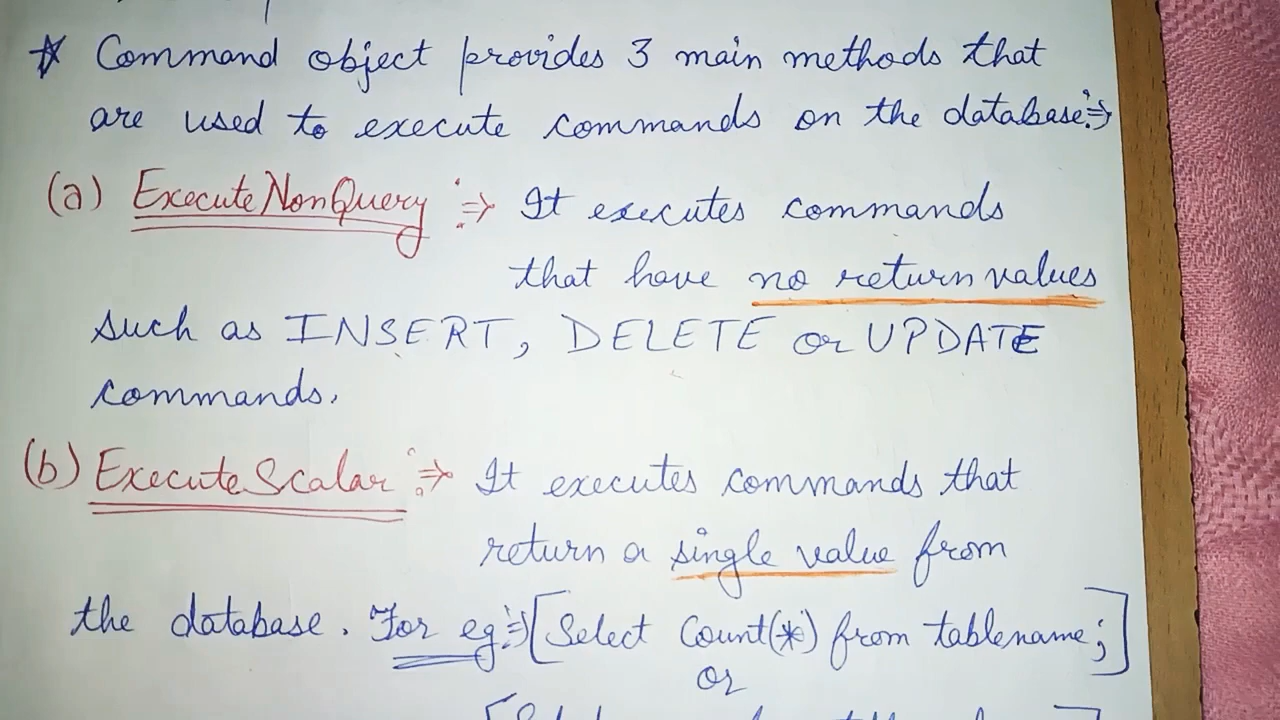 ☆ Command object provides 3 main methods that
are used to execute commands on the database:⇒
(a) ExecuteNonQuery :⇒ It executes commands
that have no return values
such as INSERT, DELETE or UPDATE
commands.
(b) ExecuteScalar :⇒ It executes commands that
return a single value from
the database. For eg:⇒ [Select Count(*) from tablename;]
or